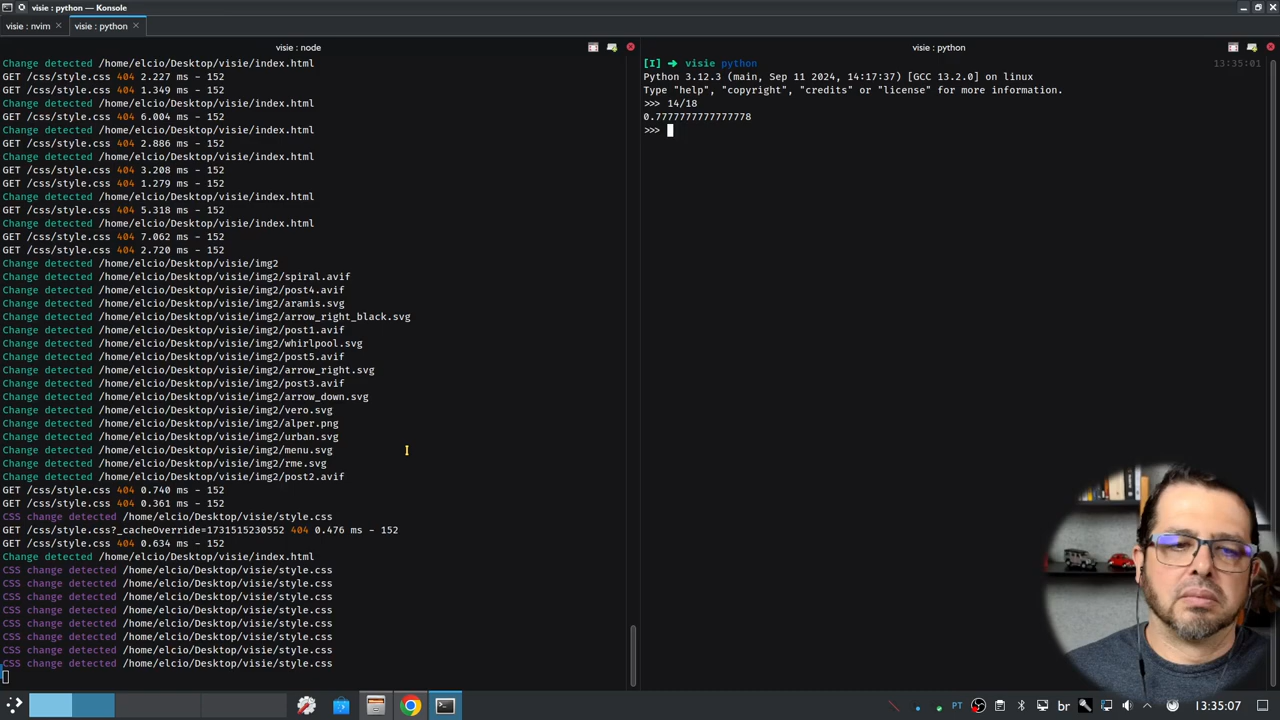 visie : python — Konsole
visie : nvim
visie : python
visie : node
Change detected /home/elcio/Desktop/visie/index.html
GET /css/style.css 404 2.227 ms - 152
GET /css/style.css 404 1.349 ms - 152
Change detected /home/elcio/Desktop/visie/index.html
GET /css/style.css 404 6.004 ms - 152
Change detected /home/elcio/Desktop/visie/index.html
GET /css/style.css 404 2.886 ms - 152
Change detected /home/elcio/Desktop/visie/index.html
GET /css/style.css 404 3.208 ms - 152
GET /css/style.css 404 1.279 ms - 152
Change detected /home/elcio/Desktop/visie/index.html
GET /css/style.css 404 5.318 ms - 152
Change detected /home/elcio/Desktop/visie/index.html
GET /css/style.css 404 7.062 ms - 152
GET /css/style.css 404 2.720 ms - 152
Change detected /home/elcio/Desktop/visie/img2
Change detected /home/elcio/Desktop/visie/img2/spiral.avif
Change detected /home/elcio/Desktop/visie/img2/post4.avif
Change detected /home/elcio/Desktop/visie/img2/aramis.svg
Change detected /home/elcio/Desktop/visie/img2/arrow_right_black.svg
Change detected /home/elcio/Desktop/visie/img2/post1.avif
Change detected /home/elcio/Desktop/visie/img2/whirlpool.svg
Change detected /home/elcio/Desktop/visie/img2/post5.avif
Change detected /home/elcio/Desktop/visie/img2/arrow_right.svg
Change detected /home/elcio/Desktop/visie/img2/post3.avif
Change detected /home/elcio/Desktop/visie/img2/arrow_down.svg
Change detected /home/elcio/Desktop/visie/img2/vero.svg
Change detected /home/elcio/Desktop/visie/img2/alper.png
Change detected /home/elcio/Desktop/visie/img2/urban.svg
Change detected /home/elcio/Desktop/visie/img2/menu.svg
Change detected /home/elcio/Desktop/visie/img2/rme.svg
Change detected /home/elcio/Desktop/visie/img2/post2.avif
GET /css/style.css 404 0.740 ms - 152
GET /css/style.css 404 0.361 ms - 152
CSS change detected /home/elcio/Desktop/visie/style.css
GET /css/style.css?_cacheOverride=1731515230552 404 0.476 ms - 152
GET /css/style.css 404 0.634 ms - 152
Change detected /home/elcio/Desktop/visie/index.html
CSS change detected /home/elcio/Desktop/visie/style.css
CSS change detected /home/elcio/Desktop/visie/style.css
CSS change detected /home/elcio/Desktop/visie/style.css
CSS change detected /home/elcio/Desktop/visie/style.css
CSS change detected /home/elcio/Desktop/visie/style.css
CSS change detected /home/elcio/Desktop/visie/style.css
CSS change detected /home/elcio/Desktop/visie/style.css
CSS change detected /home/elcio/Desktop/visie/style.css
visie : python
[I] ➜ visie python 13:35:01
Python 3.12.3 (main, Sep 11 2024, 14:17:37) [GCC 13.2.0] on linux
Type "help", "copyright", "credits" or "license" for more information.
>>> 14/18
0.7777777777777778
>>>
PT
br
13:35:07